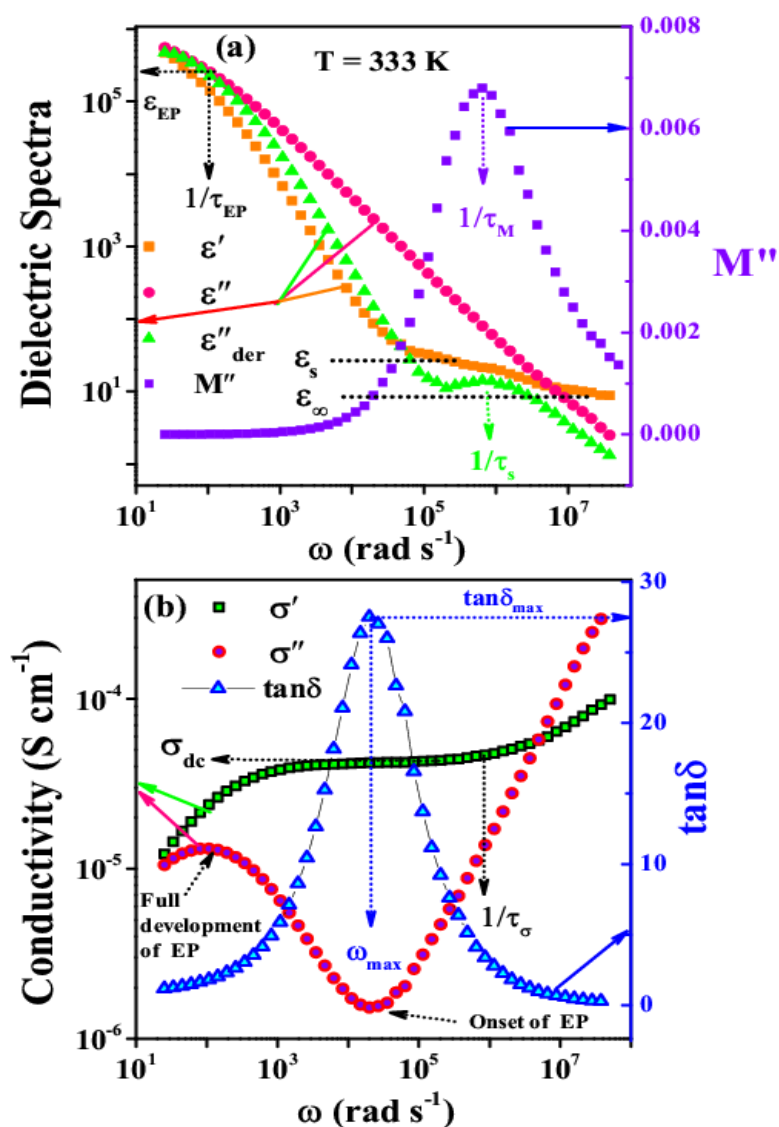 (a)
T = 333 K
ε_EP
1/τ_EP
1/τ_M
ε′
ε″
ε″_der
M″
ε_s
ε_∞
1/τ_s
Dielectric Spectra
10^5
10^3
10^1
M″
0.008
0.006
0.004
0.002
0.000
10^1 10^3 10^5 10^7
ω (rad s^-1)
(b)
σ′
σ″
tanδ
tanδ_max
σ_dc
Full
development
of EP
ω_max
1/τ_σ
Onset of EP
Conductivity (S cm^-1)
10^-4
10^-5
10^-6
tanδ
30
20
10
0
10^1 10^3 10^5 10^7
ω (rad s^-1)